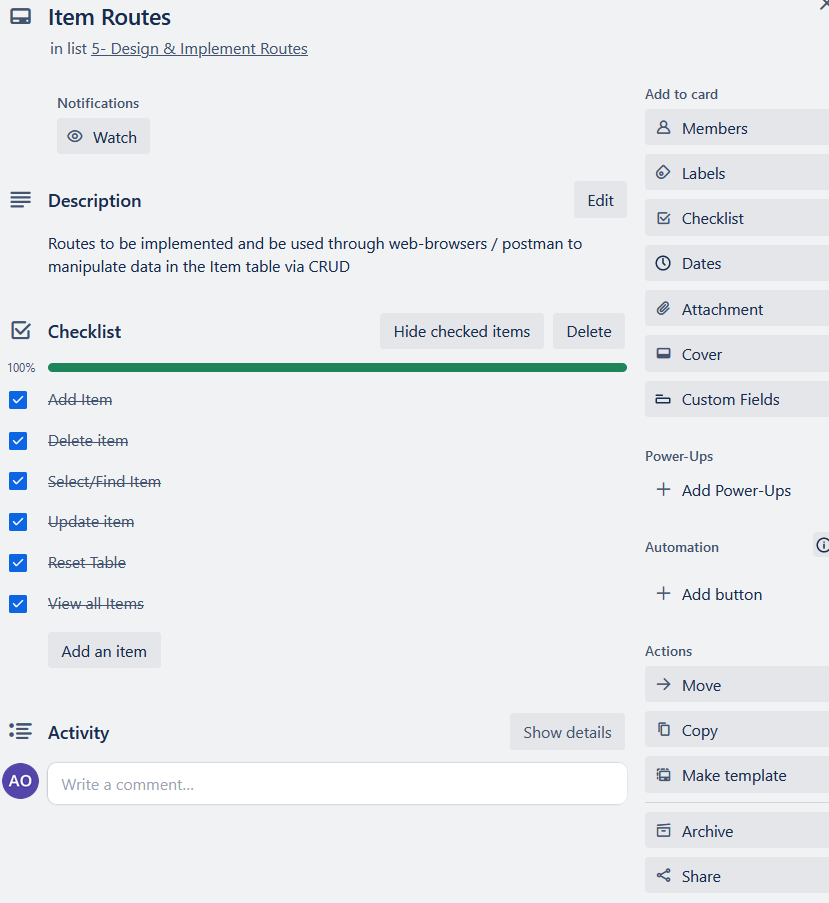 Item Routes
in list 5- Design & Implement Routes
Notifications
Watch
Description
Edit
Routes to be implemented and be used through web-browsers / postman to
manipulate data in the Item table via CRUD
Checklist
Hide checked items
Delete
100%
Add Item
Delete item
Select/Find Item
Update item
Reset Table
View all Items
Add an item
Activity
Show details
AO
Write a comment...
Add to card
Members
Labels
Checklist
Dates
Attachment
Cover
Custom Fields
Power-Ups
Add Power-Ups
Automation
Add button
Actions
Move
Copy
Make template
Archive
Share